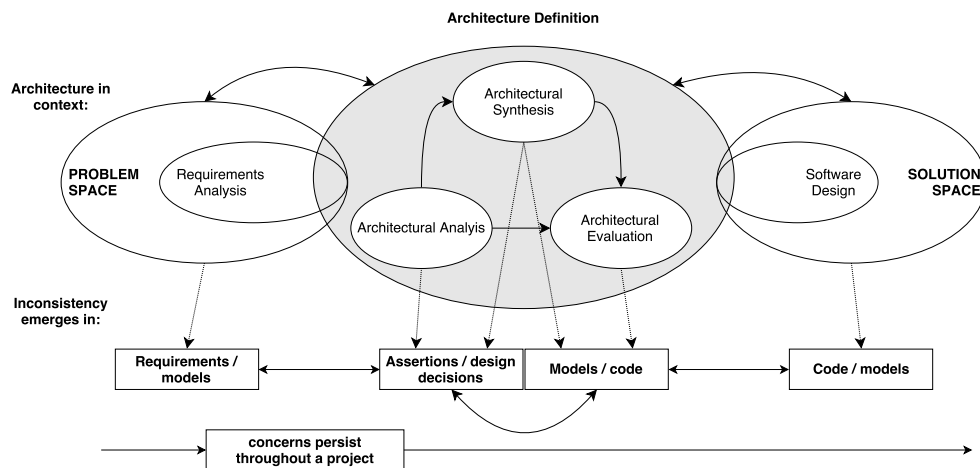 Architecture Definition
Architecture in
context:
Architectural
Synthesis
PROBLEM
SPACE
Requirements
Analysis
Software
Design
SOLUTION
SPACE
Architectural Analyis
Architectural
Evaluation
Inconsistency
emerges in:
Requirements /
models
Assertions / design
decisions
Models / code
Code / models
concerns persist
throughout a project